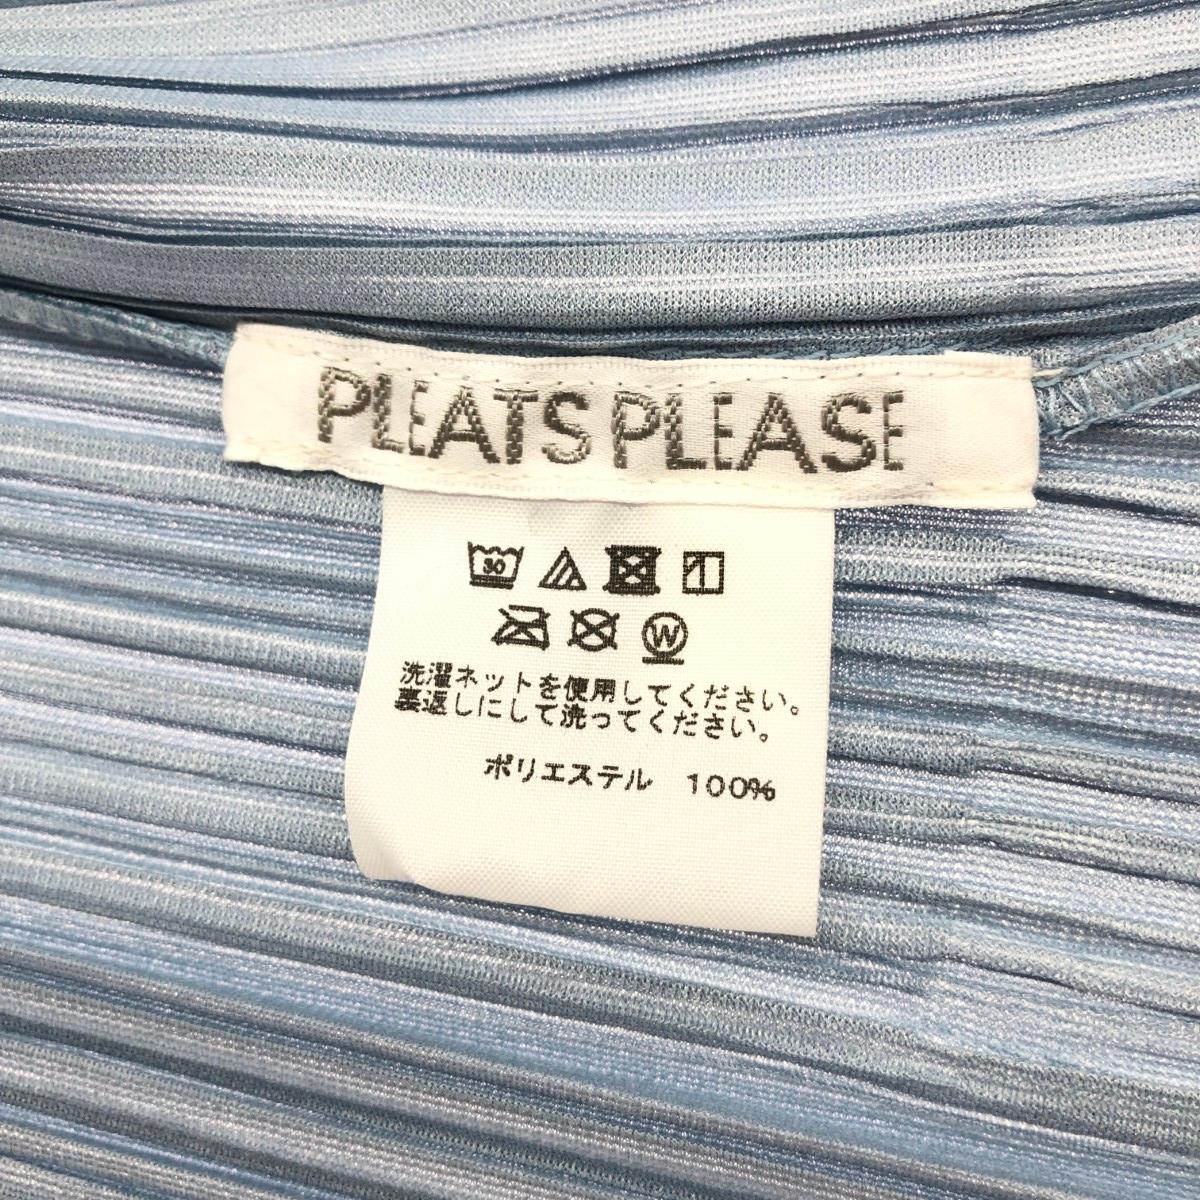 PLEATS PLEASE
30
W
洗濯ネットを使用してください。
裏返しにして洗ってください。
ポリエステル 100%